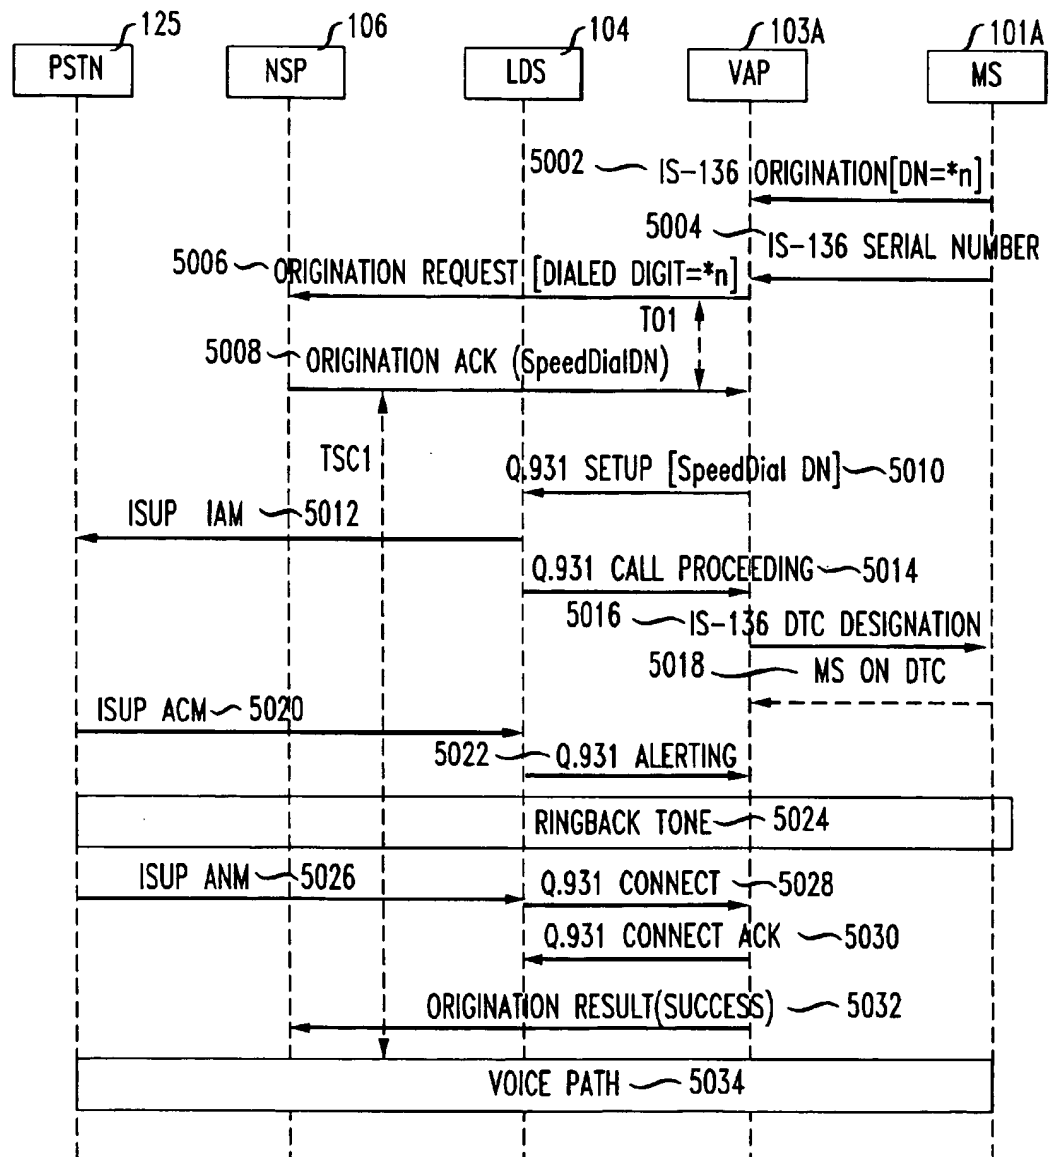 125 106 104 103A 101A
PSTN NSP LDS VAP MS
5002 IS-136 ORIGINATION[DN=*n]
5004 IS-136 SERIAL NUMBER
5006 ORIGINATION REQUEST [DIALED DIGIT=*n]
TO1
5008 ORIGINATION ACK (SpeedDialDN)
TSC1
Q.931 SETUP [SpeedDial DN] 5010
ISUP IAM 5012
Q.931 CALL PROCEEDING 5014
5016 IS-136 DTC DESIGNATION
5018 MS ON DTC
ISUP ACM 5020
5022 Q.931 ALERTING
RINGBACK TONE 5024
ISUP ANM 5026
Q.931 CONNECT 5028
Q.931 CONNECT ACK 5030
ORIGINATION RESULT(SUCCESS) 5032
VOICE PATH 5034